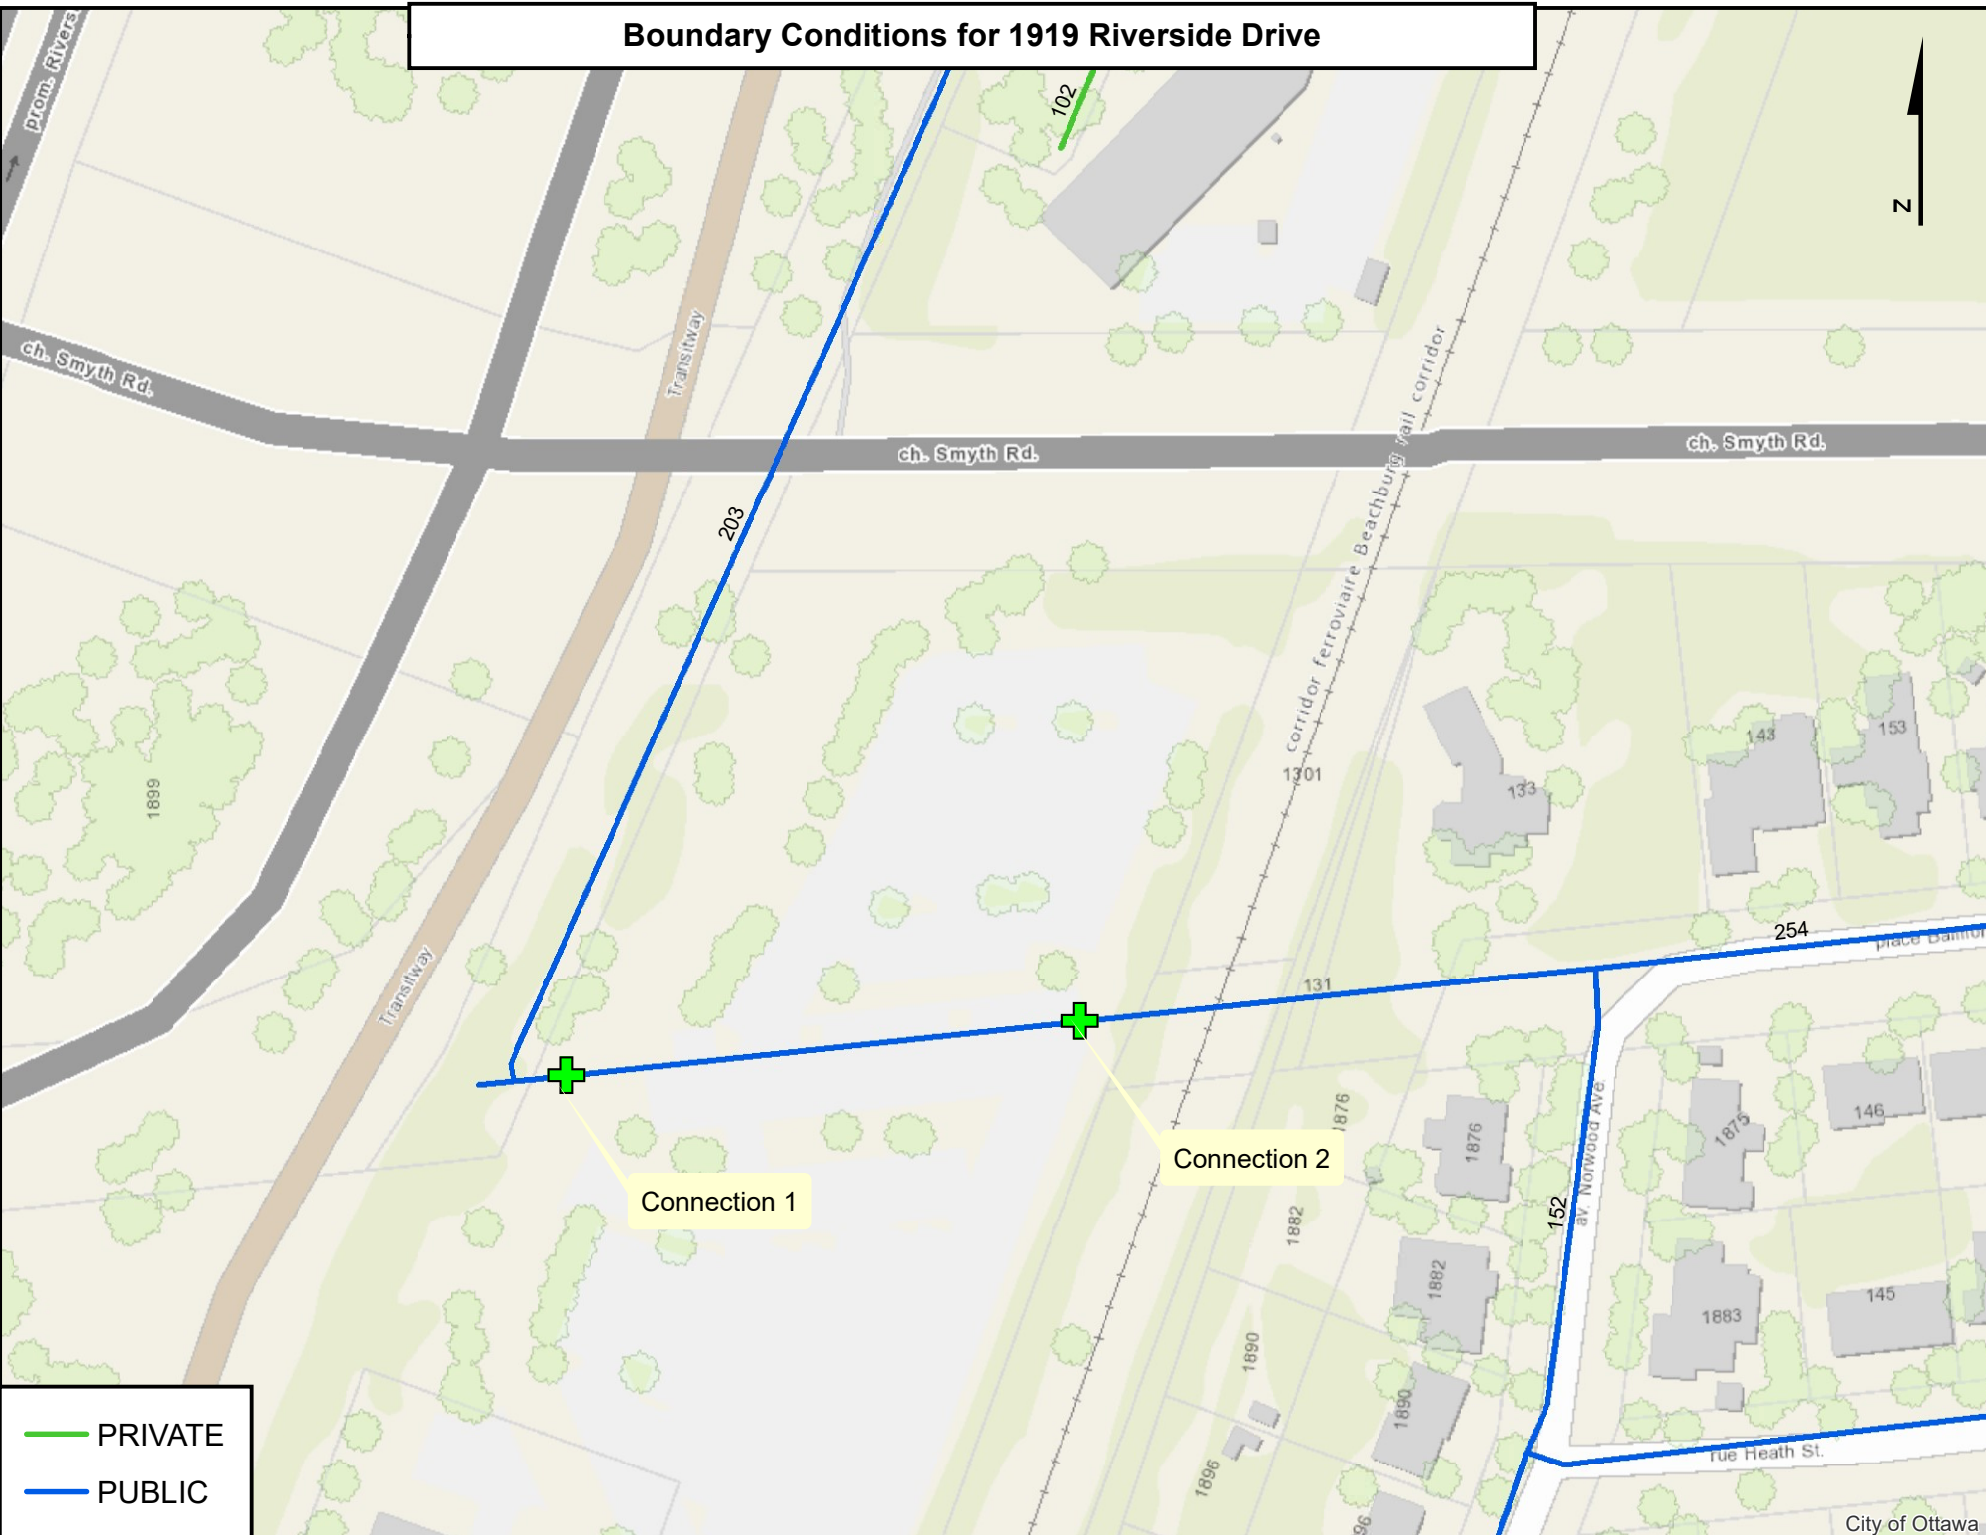 Boundary Conditions for 1919 Riverside Drive
prom. Rivers
102
N
Transitway
ch. Smyth Rd.
ch. Smyth Rd.
ch. Smyth Rd.
203
corridor ferroviaire Beachburg rail corridor
1301
143
153
133
1899
254
place
131
Transitway
Connection 1
Connection 2
1876
1876
1875
146
av. Norwood Ave.
152
1882
1882
1883
145
1890
1890
1896
96
rue Heath St.
PRIVATE
PUBLIC
City of Ottawa